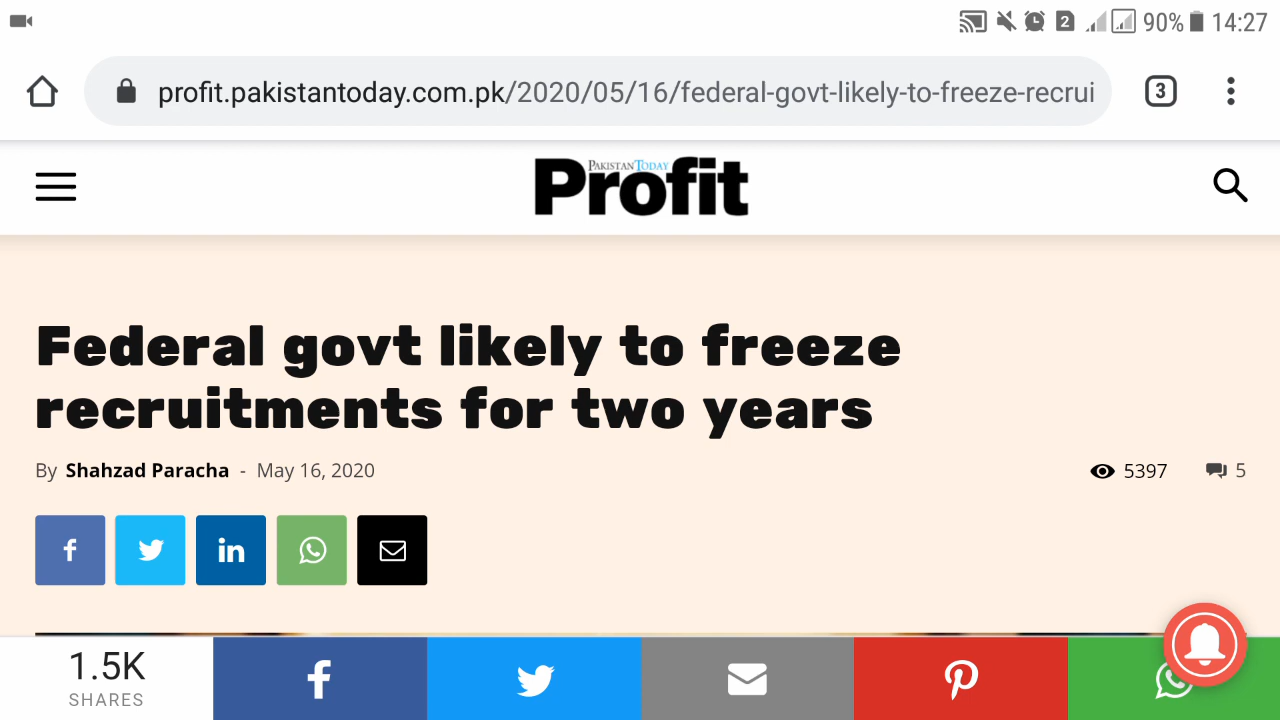 2 90% 14:27
profit.pakistantoday.com.pk/2020/05/16/federal-govt-likely-to-freeze-recrui 3
PAKISTAN TODAY
Profit
Federal govt likely to freeze
recruitments for two years
By Shahzad Paracha - May 16, 2020 5397 5
f in
1.5K
SHARES